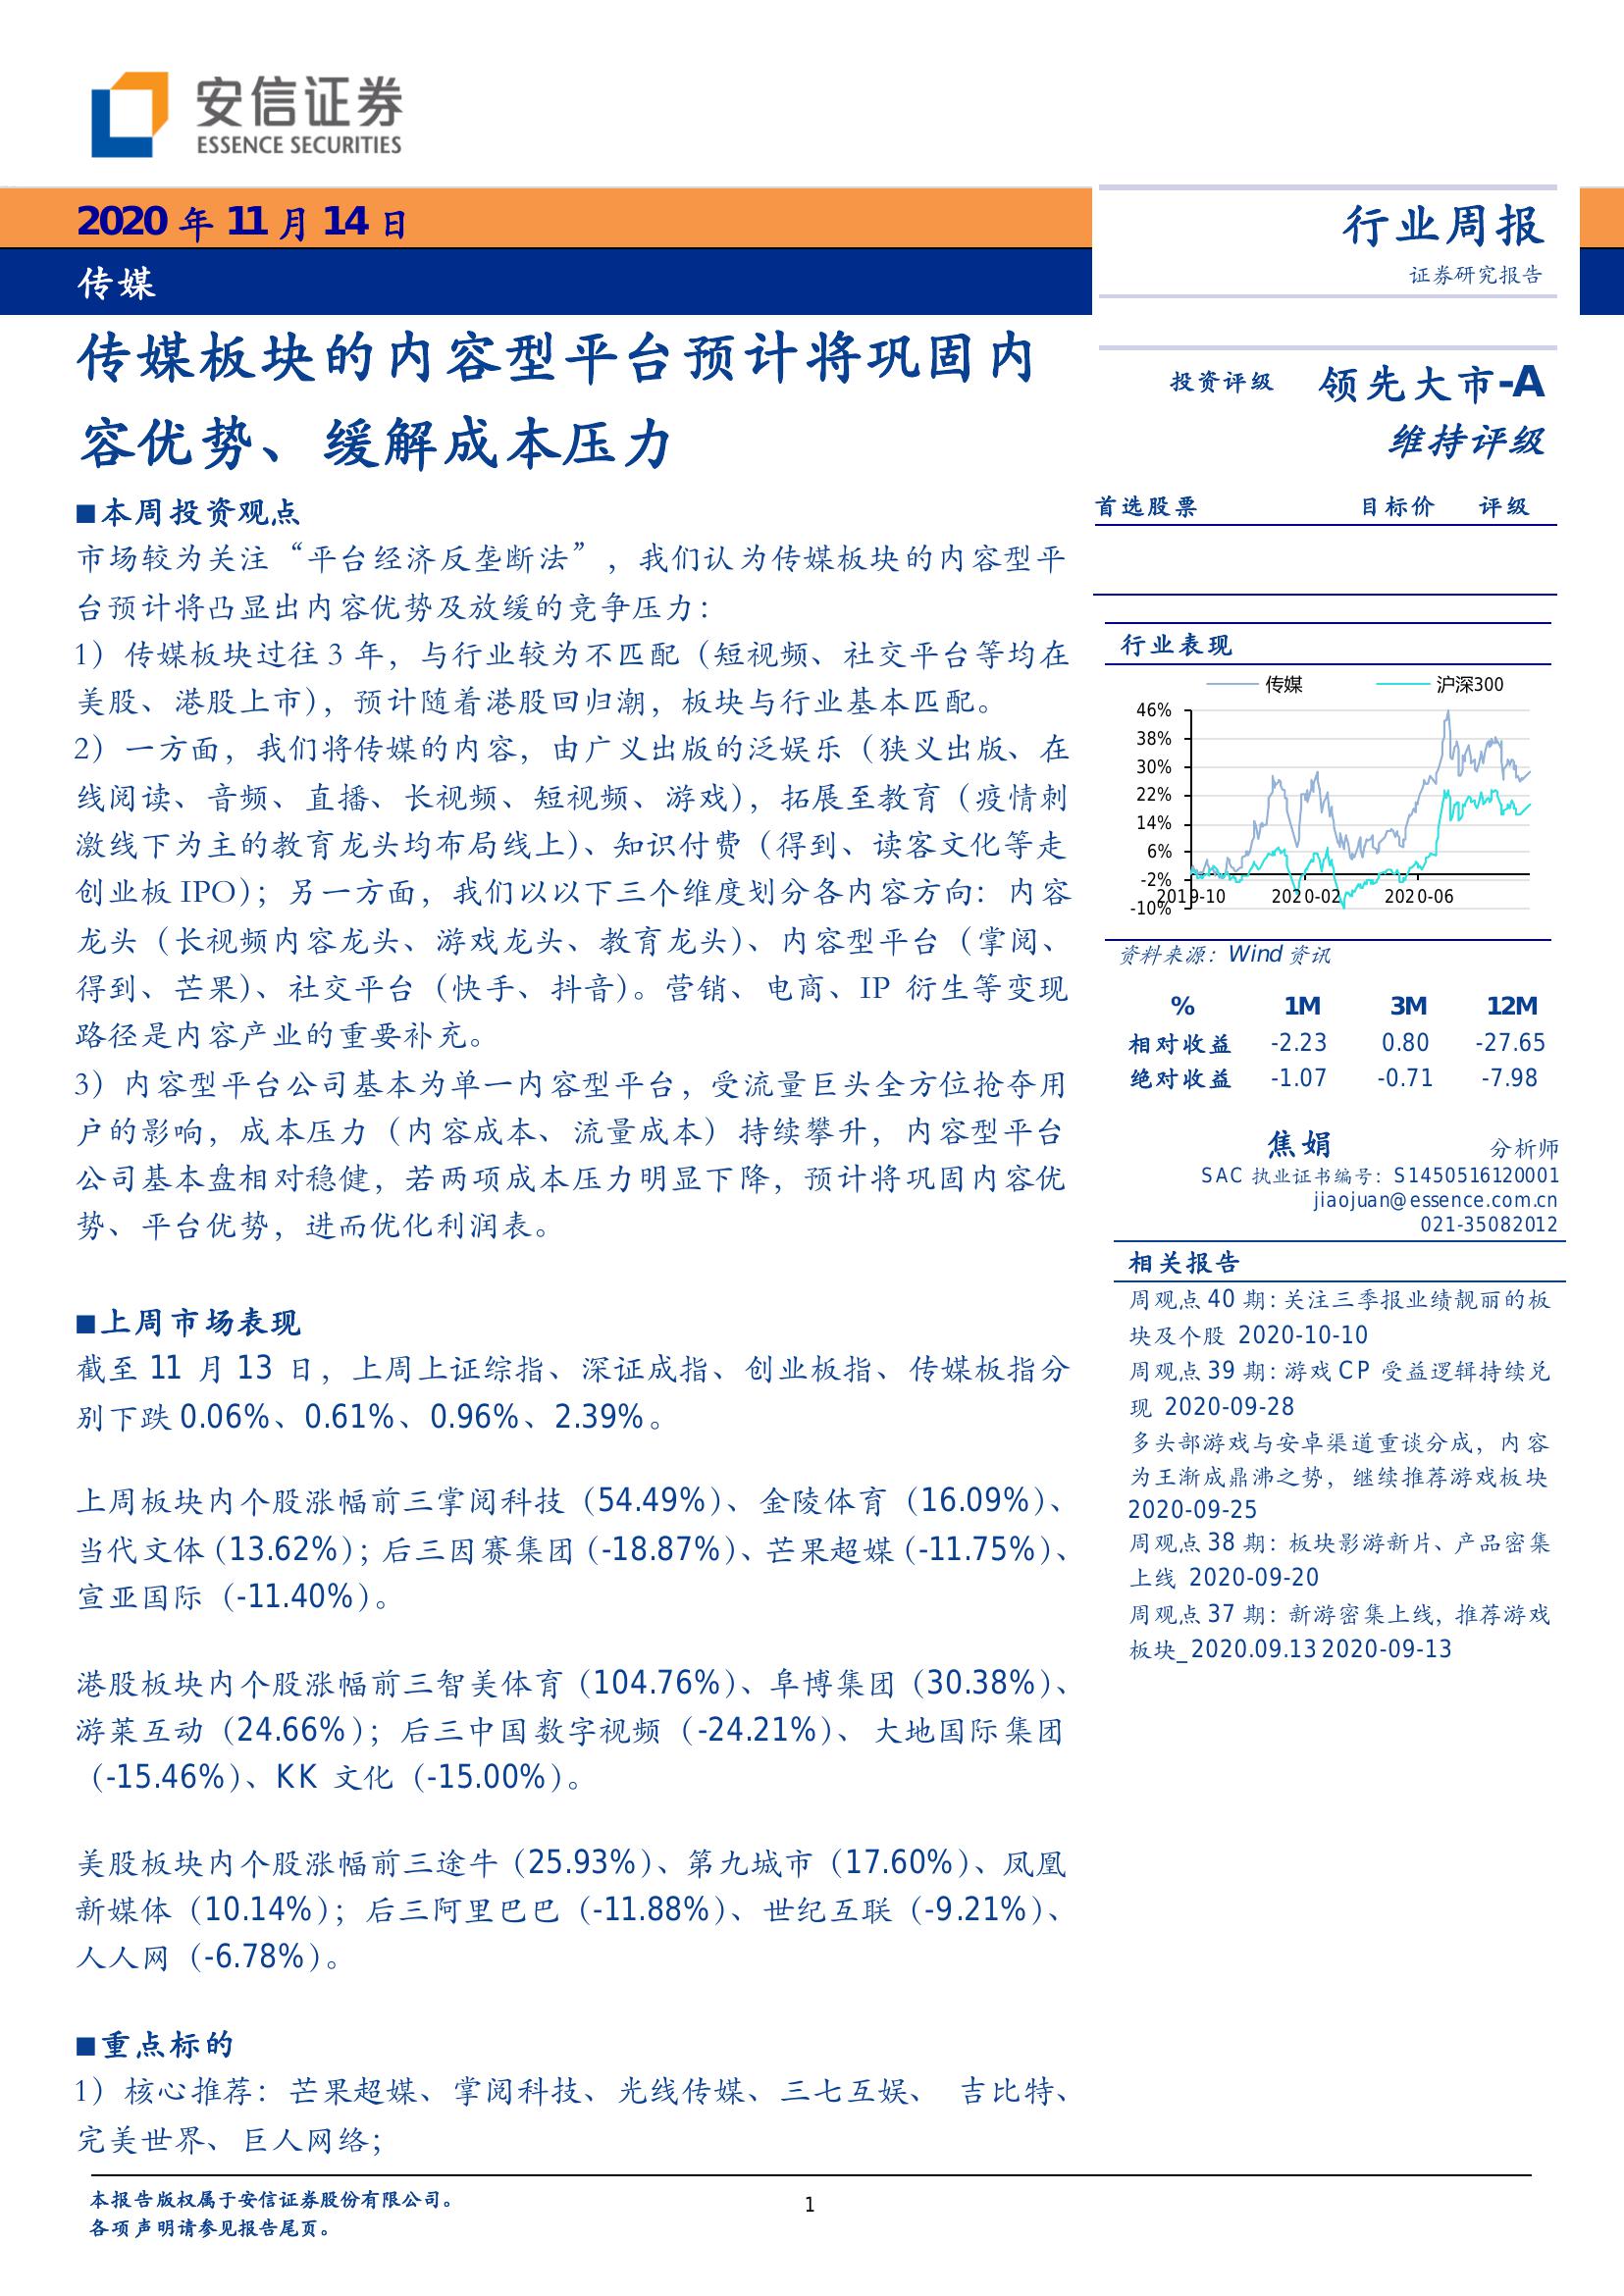 安信证券
ESSENCE SECURITIES
2020 年 11 月 14 日
传媒
行业周报
证券研究报告
传媒板块的内容型平台预计将巩固内
容优势、缓解成本压力
■本周投资观点
市场较为关注“平台经济反垄断法”，我们认为传媒板块的内容型平
台预计将凸显出内容优势及放缓的竞争压力：
1）传媒板块过往 3 年，与行业较为不匹配（短视频、社交平台等均在
美股、港股上市），预计随着港股回归潮，板块与行业基本匹配。
2）一方面，我们将传媒的内容，由广义出版的泛娱乐（狭义出版、在
线阅读、音频、直播、长视频、短视频、游戏），拓展至教育（疫情刺
激线下为主的教育龙头均布局线上）、知识付费（得到、读客文化等走
创业板 IPO）；另一方面，我们以以下三个维度划分各内容方向：内容
龙头（长视频内容龙头、游戏龙头、教育龙头）、内容型平台（掌阅、
得到、芒果）、社交平台（快手、抖音）。营销、电商、IP 衍生等变现
路径是内容产业的重要补充。
3）内容型平台公司基本为单一内容型平台，受流量巨头全方位抢夺用
户的影响，成本压力（内容成本、流量成本）持续攀升，内容型平台
公司基本盘相对稳健，若两项成本压力明显下降，预计将巩固内容优
势、平台优势，进而优化利润表。
■上周市场表现
截至 11 月 13 日，上周上证综指、深证成指、创业板指、传媒板指分
别下跌 0.06%、0.61%、0.96%、2.39%。
上周板块内个股涨幅前三掌阅科技（54.49%）、金陵体育（16.09%）、
当代文体（13.62%）；后三因赛集团（-18.87%）、芒果超媒（-11.75%）、
宣亚国际（-11.40%）。
港股板块内个股涨幅前三智美体育（104.76%）、阜博集团（30.38%）、
游莱互动（24.66%）；后三中国数字视频（-24.21%）、大地国际集团
（-15.46%）、KK 文化（-15.00%）。
美股板块内个股涨幅前三途牛（25.93%）、第九城市（17.60%）、凤凰
新媒体（10.14%）；后三阿里巴巴（-11.88%）、世纪互联（-9.21%）、
人人网（-6.78%）。
■重点标的
1）核心推荐：芒果超媒、掌阅科技、光线传媒、三七互娱、 吉比特、
完美世界、巨人网络；
投资评级 领先大市-A
维持评级
首选股票 目标价 评级
行业表现
传媒 沪深300
46%
38%
30%
22%
14%
6%
-2%
-10%
2019-10 2020-02 2020-06
资料来源：Wind 资讯
% 1M 3M 12M
相对收益 -2.23 0.80 -27.65
绝对收益 -1.07 -0.71 -7.98
焦娟 分析师
SAC 执业证书编号：S1450516120001
jiaojuan@essence.com.cn
021-35082012
相关报告
周观点 40 期：关注三季报业绩靓丽的板
块及个股 2020-10-10
周观点 39 期：游戏 CP 受益逻辑持续兑
现 2020-09-28
多头部游戏与安卓渠道重谈分成，内容
为王渐成鼎沸之势，继续推荐游戏板块
2020-09-25
周观点 38 期：板块影游新片、产品密集
上线 2020-09-20
周观点 37 期：新游密集上线，推荐游戏
板块_2020.09.13 2020-09-13
本报告版权属于安信证券股份有限公司。
各项声明请参见报告尾页。
1